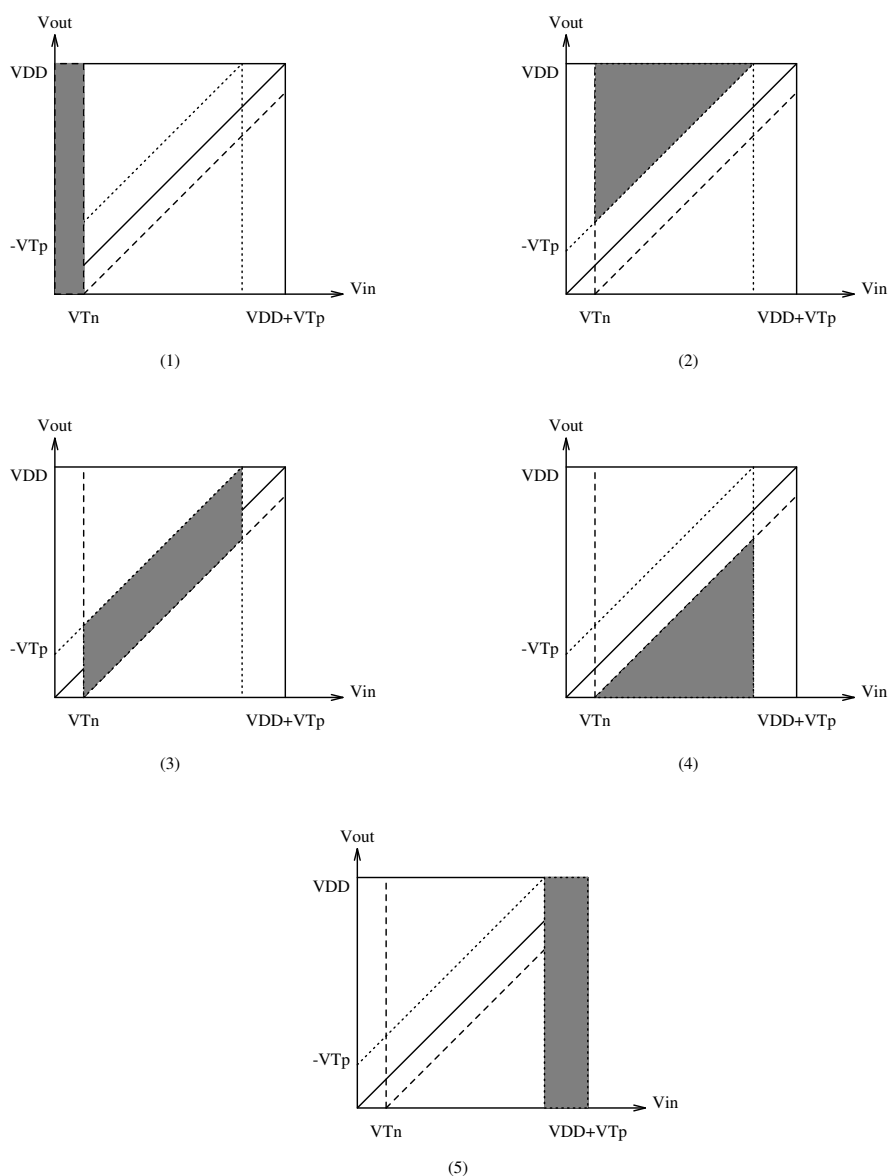 Vout
VDD
-VTp
Vin
VTn VDD+VTp
(1)
Vout
VDD
-VTp
Vin
VTn VDD+VTp
(2)
Vout
VDD
-VTp
Vin
VTn VDD+VTp
(3)
Vout
VDD
-VTp
Vin
VTn VDD+VTp
(4)
Vout
VDD
-VTp
Vin
VTn VDD+VTp
(5)